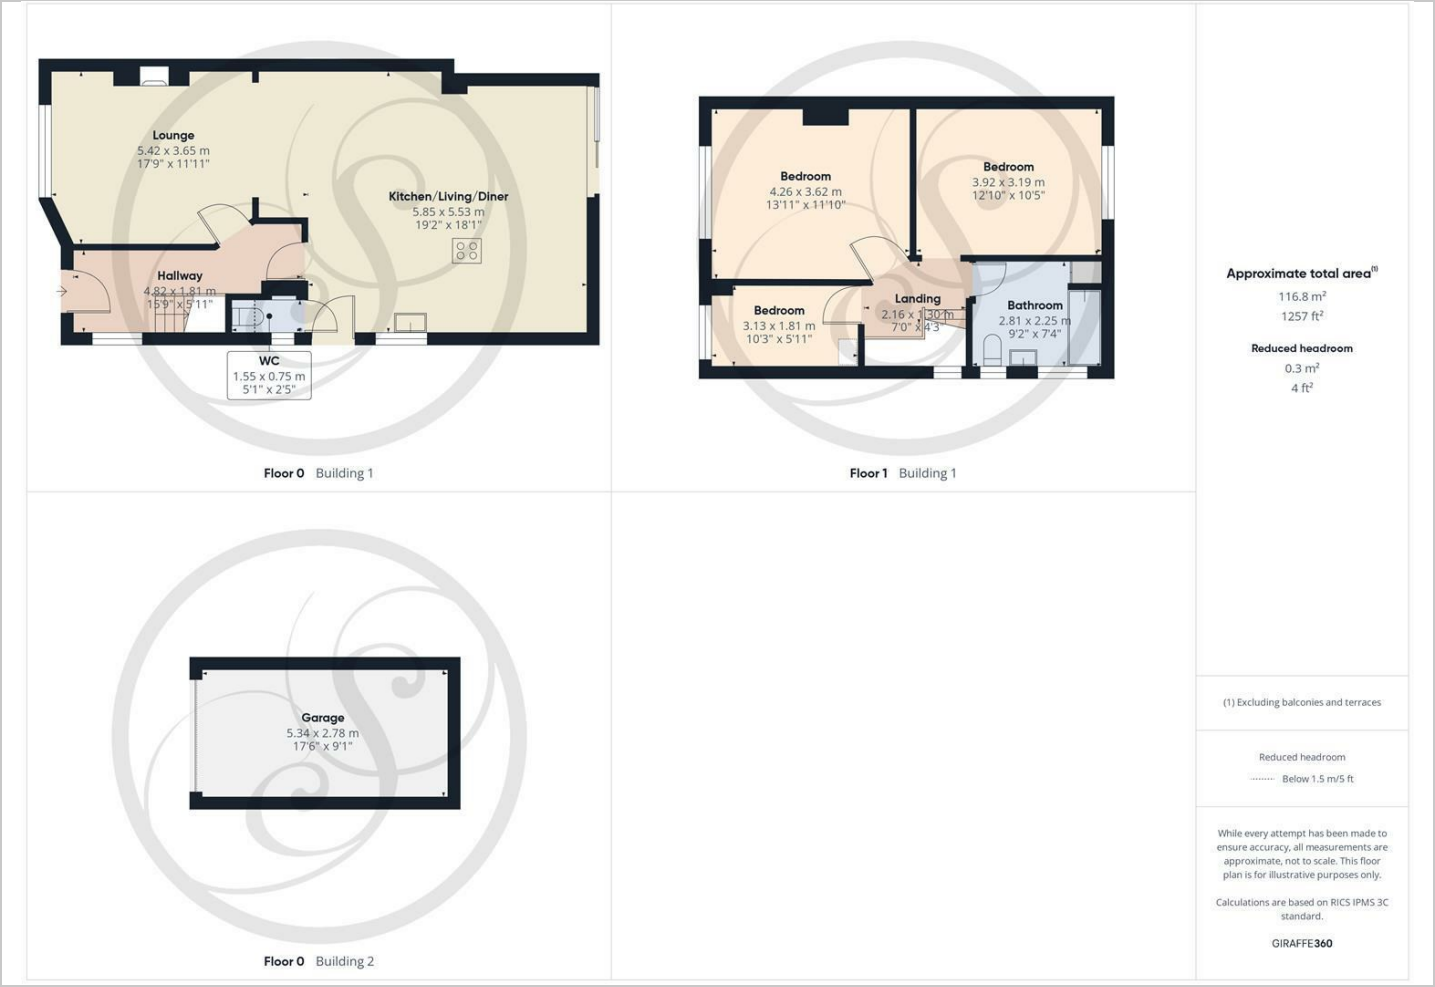 Lounge
5.42 x 3.65 m
17'9" x 11'11"
Kitchen/Living/Diner
5.85 x 5.53 m
19'2" x 18'1"
Hallway
4.82 x 1.81 m
15'9" x 5'11"
WC
1.55 x 0.75 m
5'1" x 2'5"
Floor 0 Building 1
Bedroom
4.26 x 3.62 m
13'11" x 11'10"
Bedroom
3.92 x 3.19 m
12'10" x 10'5"
Bedroom
3.13 x 1.81 m
10'3" x 5'11"
Landing
2.16 x 1.30 m
7'0" x 4'3"
Bathroom
2.81 x 2.25 m
9'2" x 7'4"
Floor 1 Building 1
Garage
5.34 x 2.78 m
17'6" x 9'1"
Floor 0 Building 2
Approximate total area(1)
116.8 m²
1257 ft²
Reduced headroom
0.3 m²
4 ft²
(1) Excluding balconies and terraces
Reduced headroom
Below 1.5 m/5 ft
While every attempt has been made to
ensure accuracy, all measurements are
approximate, not to scale. This floor
plan is for illustrative purposes only.
Calculations are based on RICS IPMS 3C
standard.
GIRAFFE360